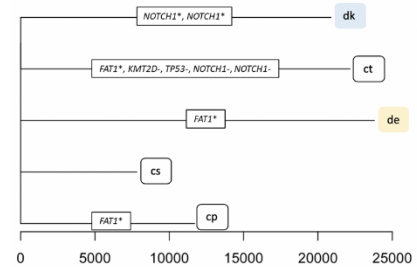 NOTCH1*, NOTCH1* dk
FAT1*, KMT2D-, TP53-, NOTCH1-, NOTCH1- ct
FAT1* de
cs
FAT1* cp
0 5000 10000 15000 20000 25000